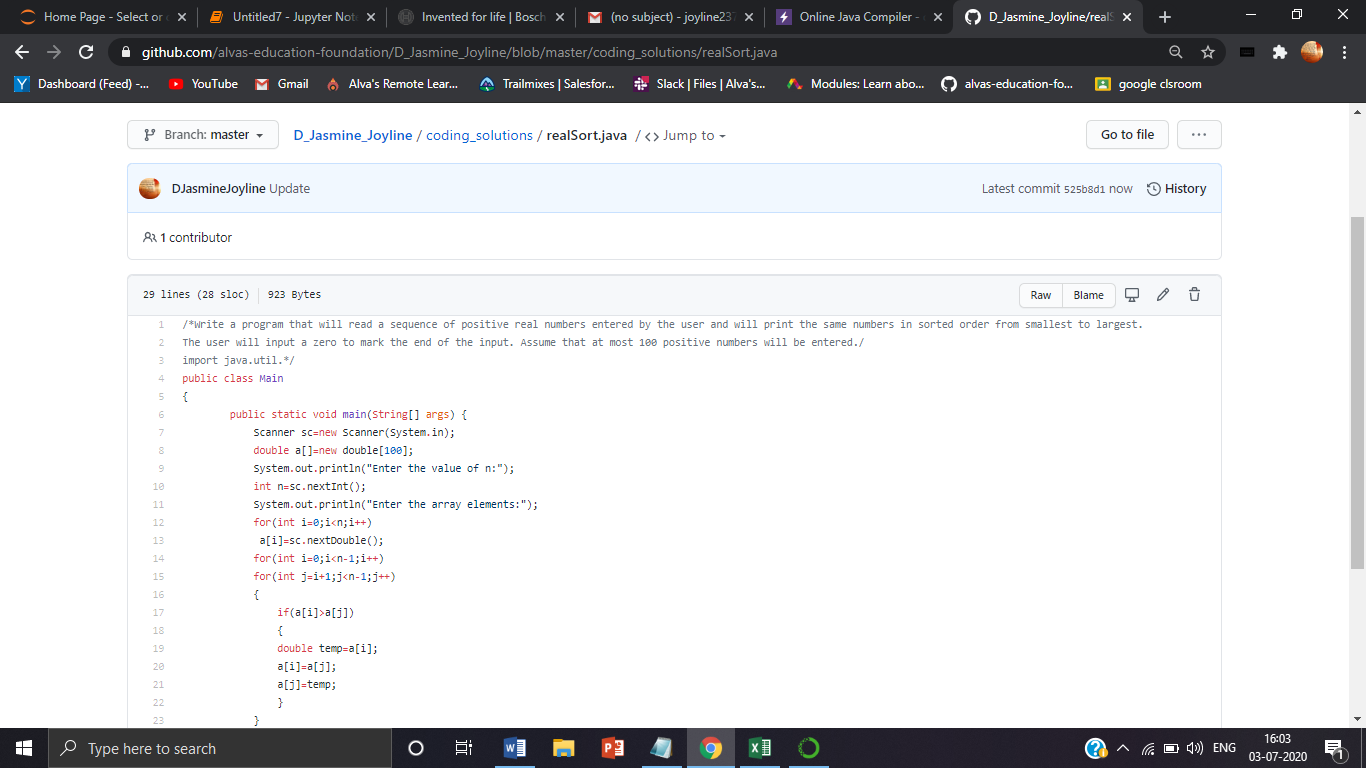 Home Page - Select or
Untitled7 - Jupyter Not
Invented for life | Bosch
(no subject) - joyline237
Online Java Compiler -
D_Jasmine_Joyline/realS
github.com/alvas-education-foundation/D_Jasmine_Joyline/blob/master/coding_solutions/realSort.java
Dashboard (Feed) -...
YouTube
Gmail
Alva's Remote Lear...
Trailmixes | Salesfor...
Slack | Files | Alva's...
Modules: Learn abo...
alvas-education-fo...
google clsroom
Branch: master
D_Jasmine_Joyline / coding_solutions / realSort.java / <> Jump to
Go to file
...
DJasmineJoyline Update
Latest commit 525b8d1 now
History
1 contributor
29 lines (28 sloc) 923 Bytes
Raw
Blame
1 /*Write a program that will read a sequence of positive real numbers entered by the user and will print the same numbers in sorted order from smallest to largest.
2 The user will input a zero to mark the end of the input. Assume that at most 100 positive numbers will be entered./
3 import java.util.*/
4 public class Main
5 {
6 public static void main(String[] args) {
7 Scanner sc=new Scanner(System.in);
8 double a[]=new double[100];
9 System.out.println("Enter the value of n:");
10 int n=sc.nextInt();
11 System.out.println("Enter the array elements:");
12 for(int i=0;i<n;i++)
13 a[i]=sc.nextDouble();
14 for(int i=0;i<n-1;i++)
15 for(int j=i+1;j<n-1;j++)
16 {
17 if(a[i]>a[j])
18 {
19 double temp=a[i];
20 a[i]=a[j];
21 a[j]=temp;
22 }
23 }
Type here to search
ENG
16:03
03-07-2020
1